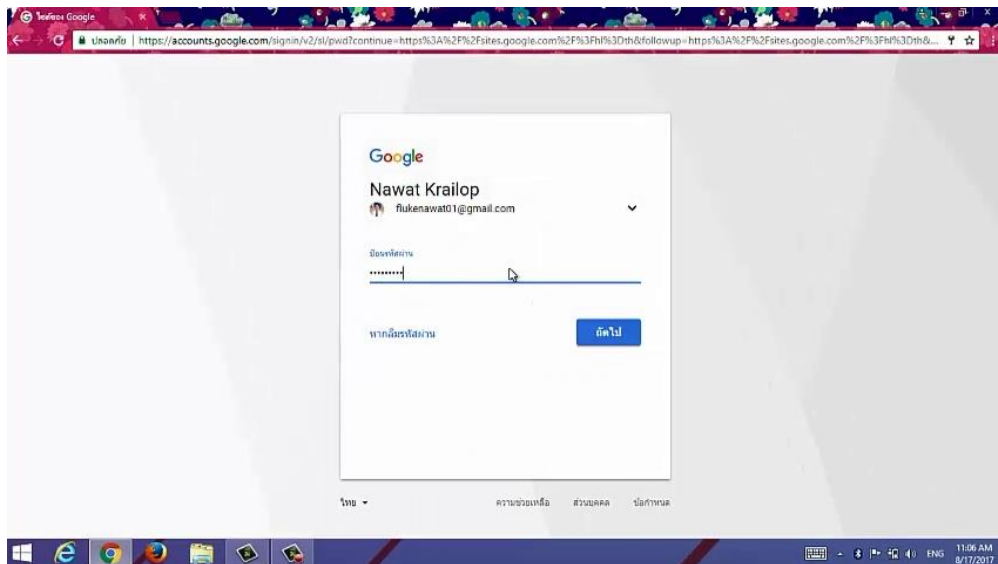 ไซต์ของ Google
ปลอดภัย | https://accounts.google.com/signin/v2/sl/pwd?continue=https%3A%2F%2Fsites.google.com%2F%3Fhl%3Dth&followup=https%3A%2F%2Fsites.google.com%2F%3Fhl%3Dth&...
Google
Nawat Krailop
flukenawat01@gmail.com
ป้อนรหัสผ่าน
•••••••••
หากลืมรหัสผ่าน
ถัดไป
ไทย
ความช่วยเหลือ ส่วนบุคคล ข้อกำหนด
ENG
11:06 AM
8/17/2017